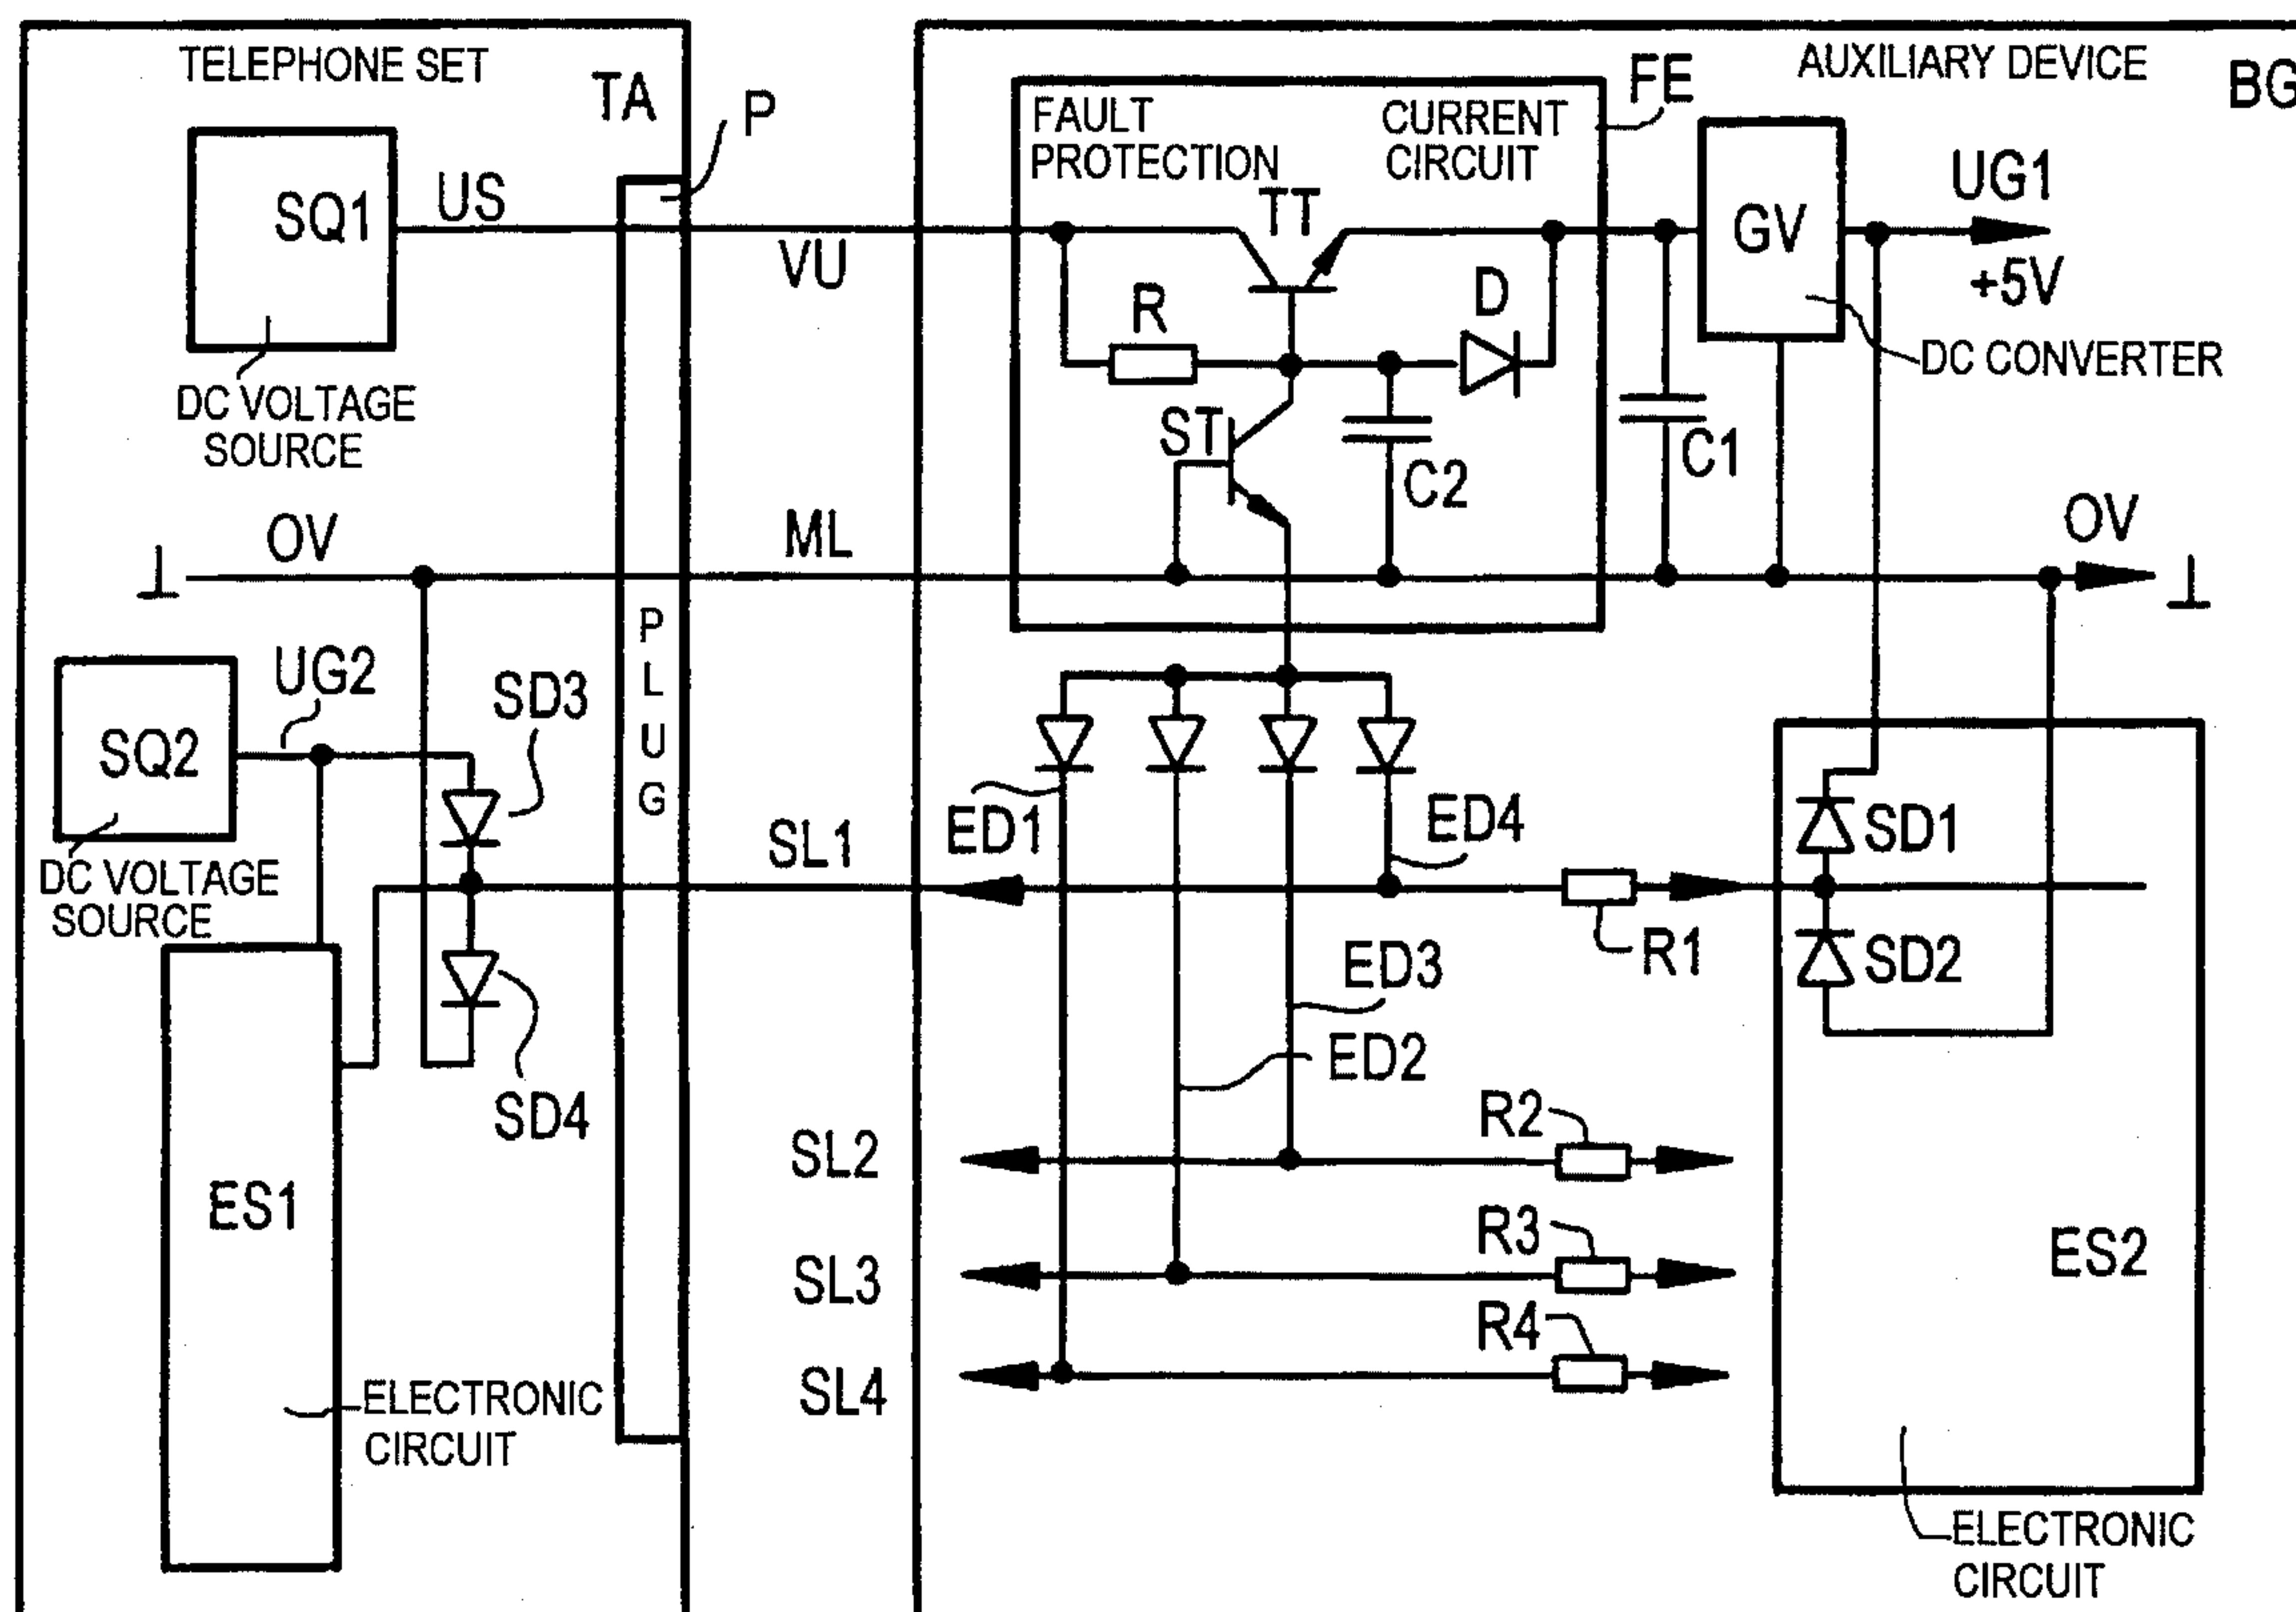 TELEPHONE SET
TA
P
SQ1
US
DC VOLTAGE
SOURCE
VU
OV
ML
PLUG
UG2
SD3
SQ2
DC VOLTAGE
SOURCE
SL1
SD4
ES1
ELECTRONIC
CIRCUIT
SL2
SL3
SL4
AUXILIARY DEVICE
BG
FE
FAULT CURRENT
PROTECTION CIRCUIT
TT
R
D
ST
C2
C1
GV
UG1
+5V
DC CONVERTER
OV
ED1
ED4
ED3
ED2
R1
R2
R3
R4
SD1
SD2
ES2
ELECTRONIC
CIRCUIT